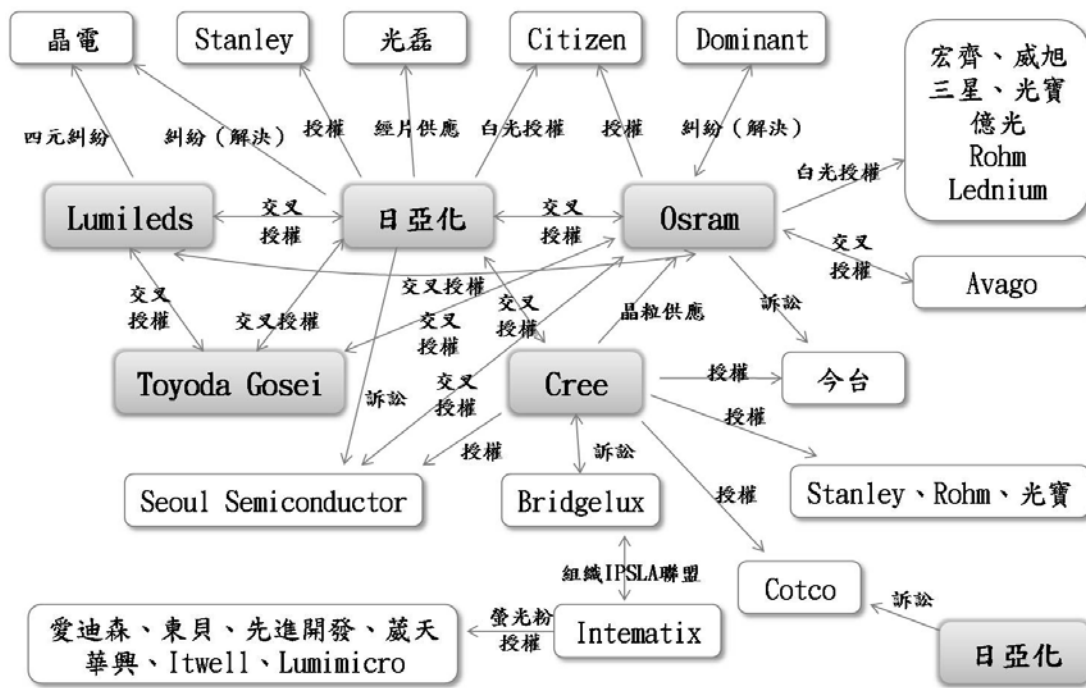 晶電
Stanley
光磊
Citizen
Dominant
宏齊、威旭
三星、光寶
億光
Rohm
Lednium
四元糾紛
糾紛（解決）
授權
經片供應
白光授權
授權
糾紛（解決）
白光授權
Lumileds
交叉
授權
日亞化
交叉
授權
Osram
交叉
授權
Avago
交叉
授權
交叉授權
交叉授權
交叉
授權
交叉
授權
晶粒供應
訴訟
Toyoda Gosei
訴訟
交叉
授權
Cree
授權
今台
授權
授權
訴訟
授權
Seoul Semiconductor
Bridgelux
Stanley、Rohm、光寶
組織IPSLA聯盟
Cotco
訴訟
愛迪森、東貝、先進開發、葳天
華興、Itwell、Lumimicro
螢光粉
授權
Intematix
日亞化